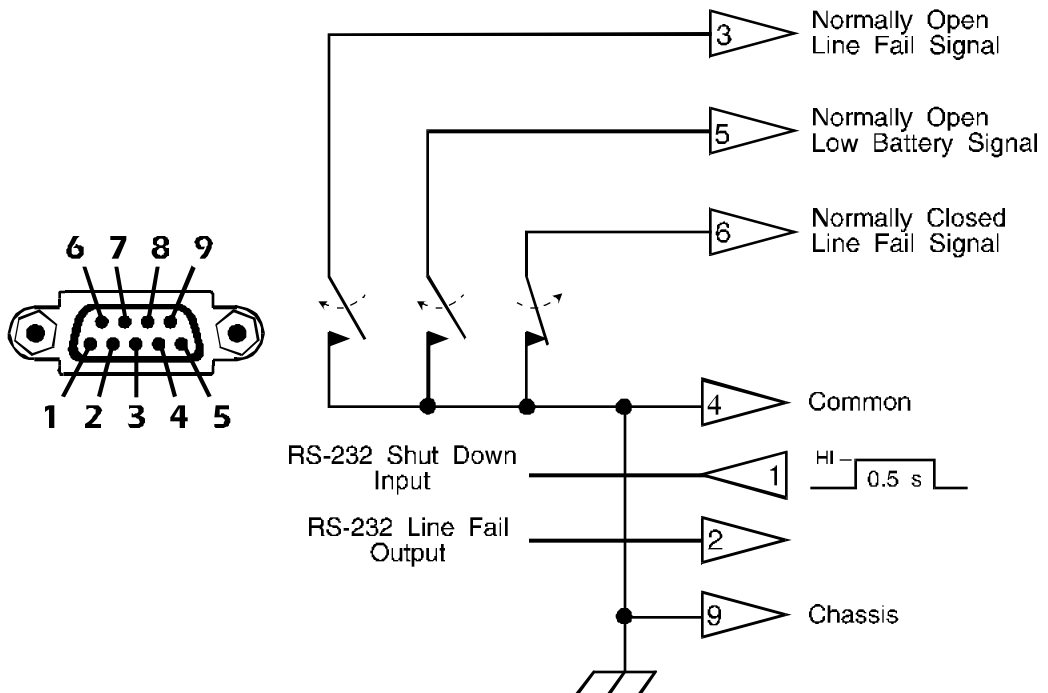 3
Normally Open
Line Fail Signal
5
Normally Open
Low Battery Signal
6
Normally Closed
Line Fail Signal
6 7 8 9
1 2 3 4 5
4
Common
RS-232 Shut Down
Input
1
HI
0.5 s
RS-232 Line Fail
Output
2
9
Chassis